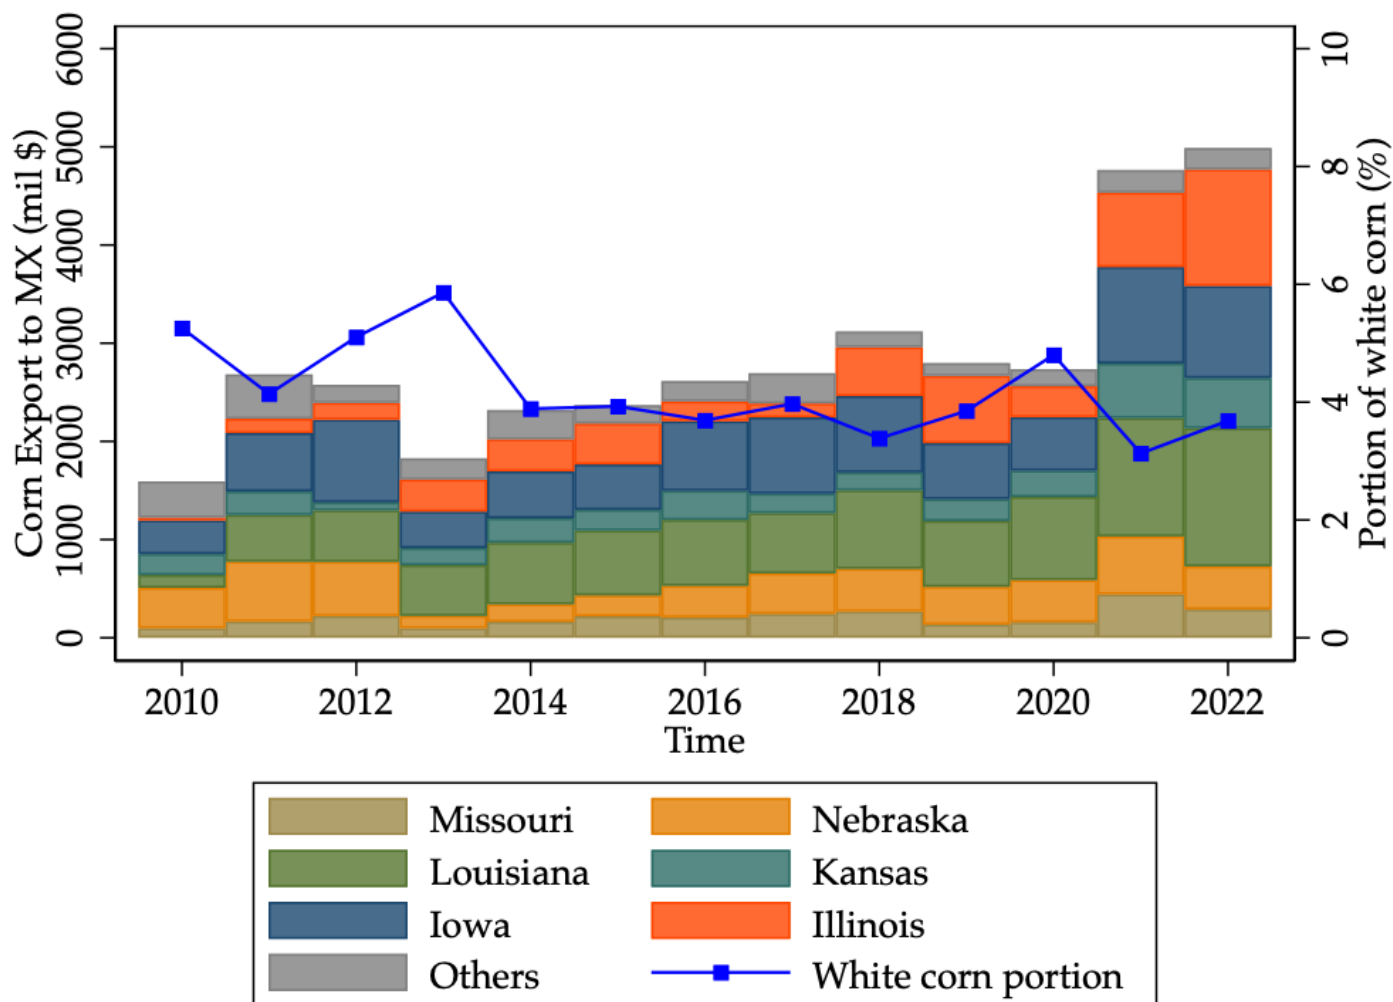 Corn Export to MX (mil $)
6000
5000
4000
3000
2000
1000
0
10
8
6
4
2
0
Portion of white corn (%)
2010 2012 2014 2016 2018 2020 2022
Time
Missouri Nebraska
Louisiana Kansas
Iowa Illinois
Others White corn portion